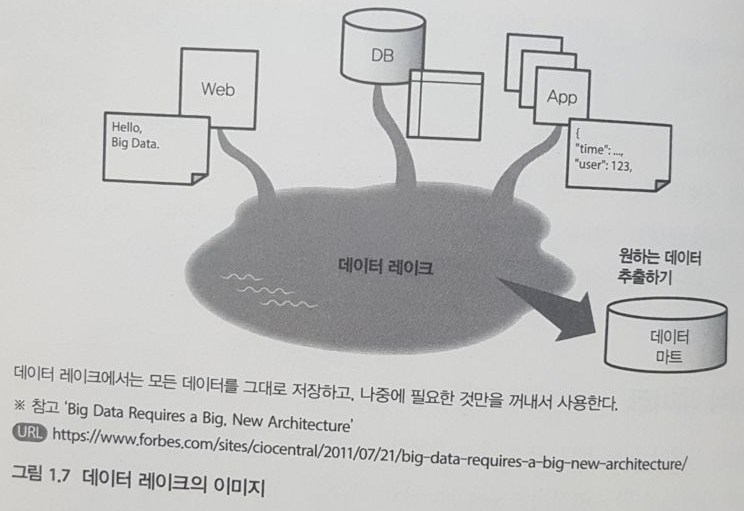 Web
Hello,
Big Data.
DB
App
{
"time": ...,
"user": 123,
데이터 레이크
원하는 데이터
추출하기
데이터
마트
데이터 레이크에서는 모든 데이터를 그대로 저장하고, 나중에 필요한 것만을 꺼내서 사용한다.
※ 참고 'Big Data Requires a Big, New Architecture'
URL https://www.forbes.com/sites/ciocentral/2011/07/21/big-data-requires-a-big-new-architecture/
그림 1.7 데이터 레이크의 이미지